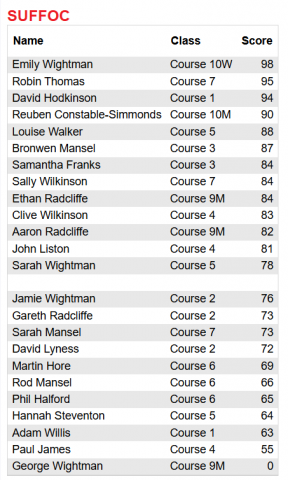 SUFFOC
Name Class Score
Emily Wightman Course 10W 98
Robin Thomas Course 7 95
David Hodkinson Course 1 94
Reuben Constable-Simmonds Course 10M 90
Louise Walker Course 5 88
Bronwen Mansel Course 3 87
Samantha Franks Course 3 84
Sally Wilkinson Course 7 84
Ethan Radcliffe Course 9M 84
Clive Wilkinson Course 4 83
Aaron Radcliffe Course 9M 82
John Liston Course 4 81
Sarah Wightman Course 5 78
Jamie Wightman Course 2 76
Gareth Radcliffe Course 2 73
Sarah Mansel Course 7 73
David Lyness Course 2 72
Martin Hore Course 6 69
Rod Mansel Course 6 66
Phil Halford Course 6 65
Hannah Steventon Course 5 64
Adam Willis Course 1 63
Paul James Course 4 55
George Wightman Course 9M 0